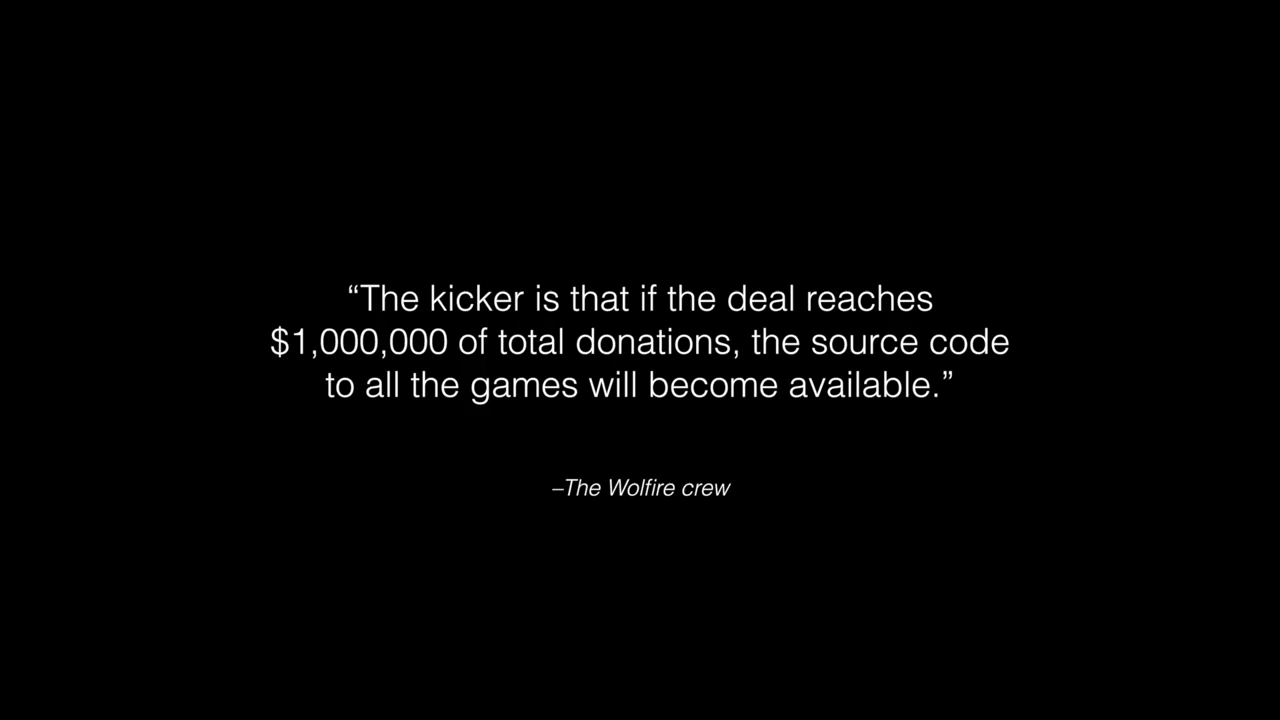 “The kicker is that if the deal reaches
$1,000,000 of total donations, the source code
to all the games will become available.”
–The Wolfire crew